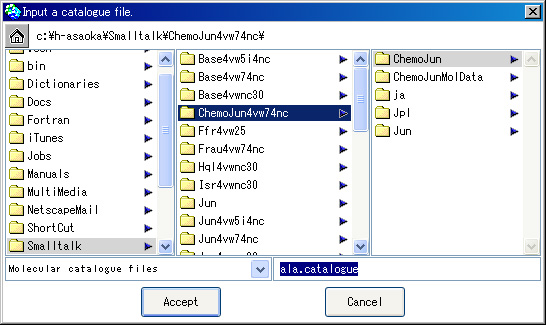 Input a catalogue file.
c:¥h-asaoka¥Smalltalk¥ChemoJun4vw74nc¥
bin
Dictionaries
Docs
Fortran
iTunes
Jobs
Manuals
MultiMedia
NetscapeMail
ShortCut
Smalltalk
Base4vw5i4nc
Base4vw74nc
Base4vwnc30
ChemoJun4vw74nc
Ffr4vw25
Frau4vw74nc
Hql4vwnc30
Isr4vwnc30
Jun
Jun4vw5i4nc
Jun4vw74nc
ChemoJun
ChemoJunMolData
ja
Jpl
Jun
Molecular catalogue files
ala.catalogue
Accept
Cancel